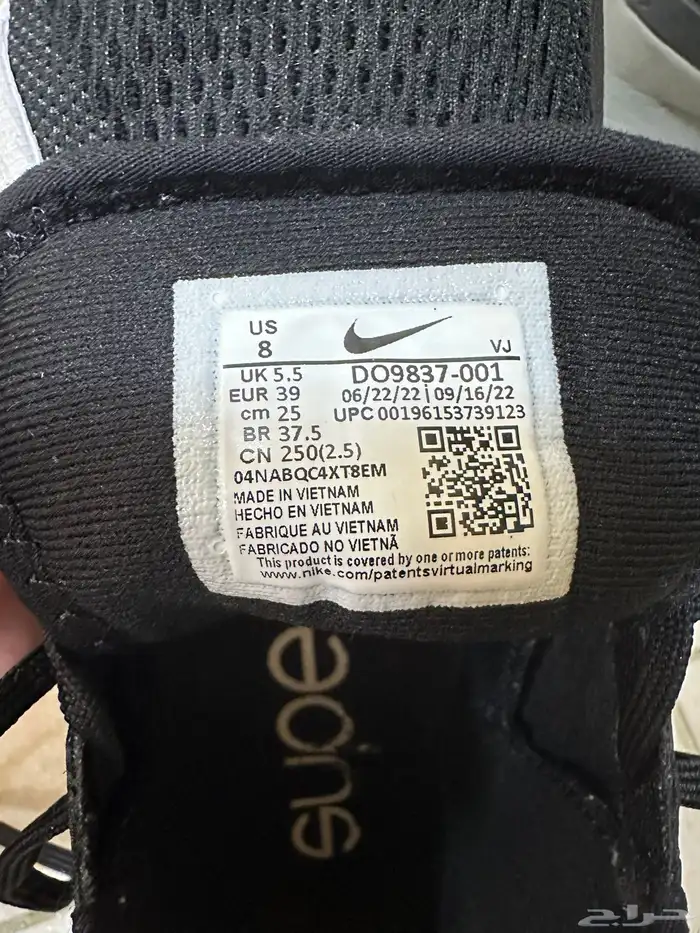 US
8
VJ
UK 5.5
DO9837-001
EUR 39
06/22/22 | 09/16/22
cm 25
UPC 00196153739123
BR 37.5
CN 250(2.5)
04NABQC4XT8EM
MADE IN VIETNAM
HECHO EN VIETNAM
FABRIQUE AU VIETNAM
FABRICADO NO VIETNÃ
This product is covered by one or more patents:
www.nike.com/patentsvirtualmarking
supe
حراج